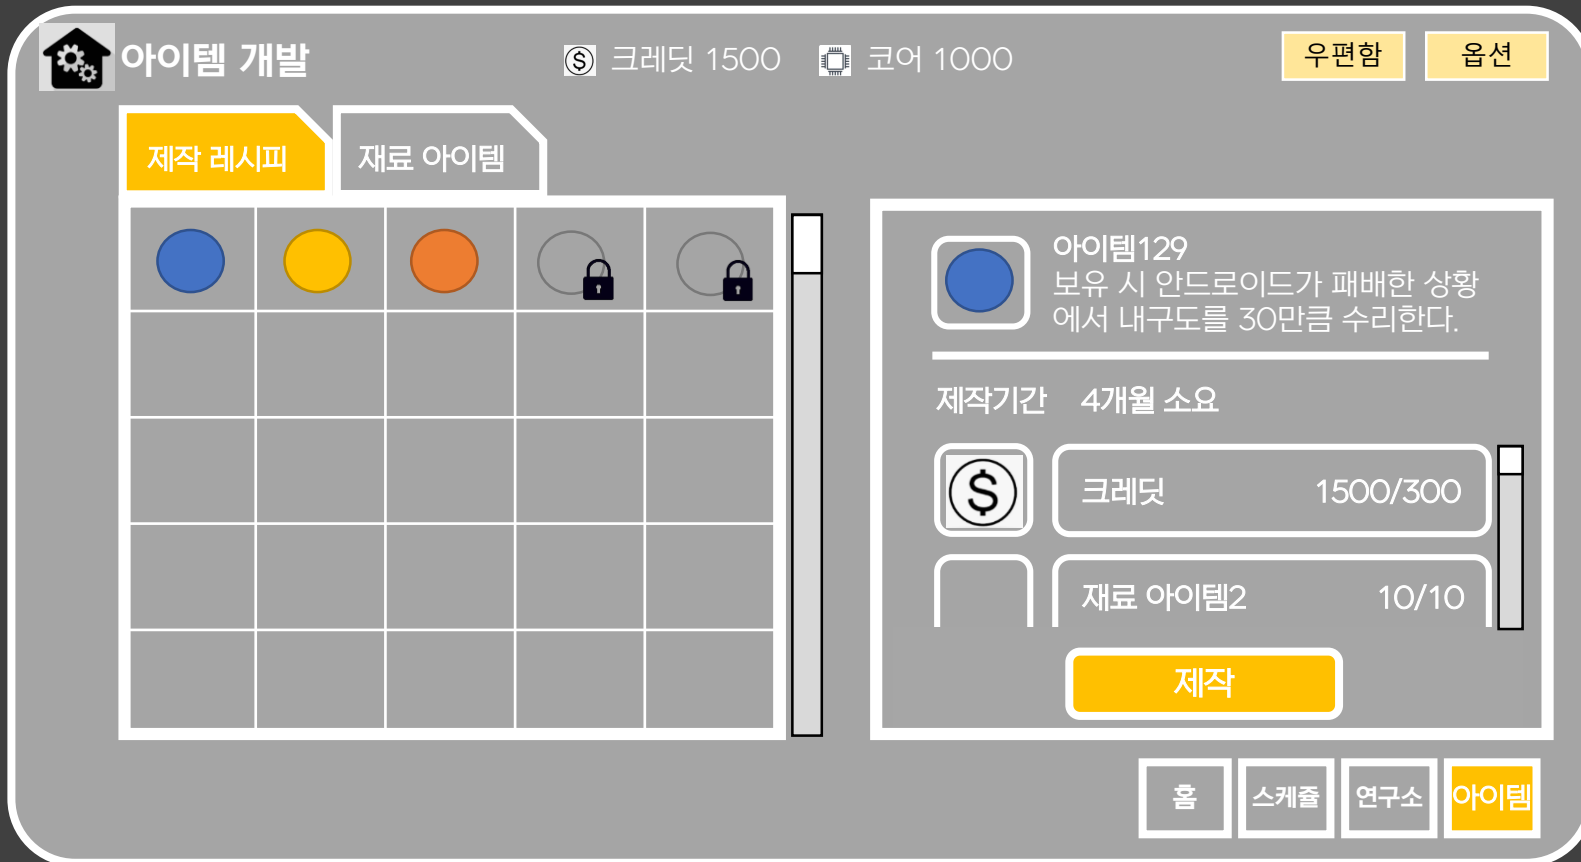 아이템 개발
크레딧 1500
코어 1000
우편함
옵션
제작 레시피
재료 아이템
아이템129
보유 시 안드로이드가 패배한 상황
에서 내구도를 30만큼 수리한다.
제작기간 4개월 소요
크레딧 1500/300
재료 아이템2 10/10
제작
홈
스케줄
연구소
아이템